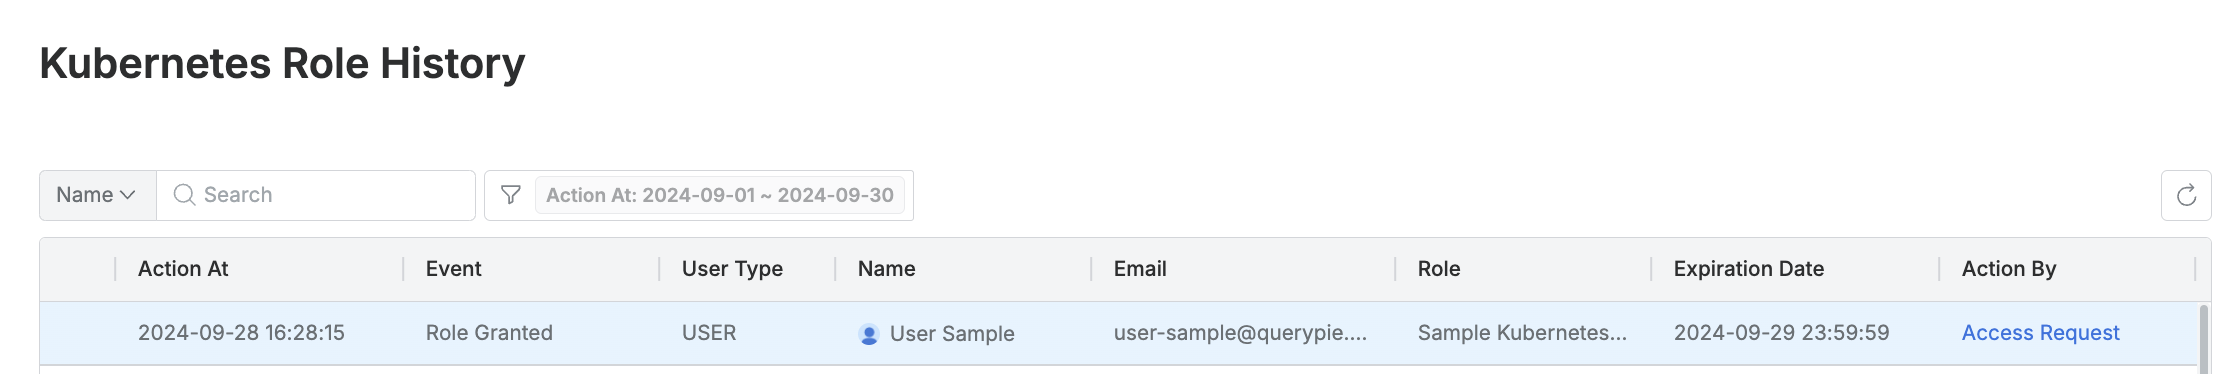 Kubernetes Role History
Name Search Action At: 2024-09-01 ~ 2024-09-30
Action At Event User Type Name Email Role Expiration Date Action By
2024-09-28 16:28:15 Role Granted USER User Sample user-sample@querypie.... Sample Kubernetes... 2024-09-29 23:59:59 Access Request